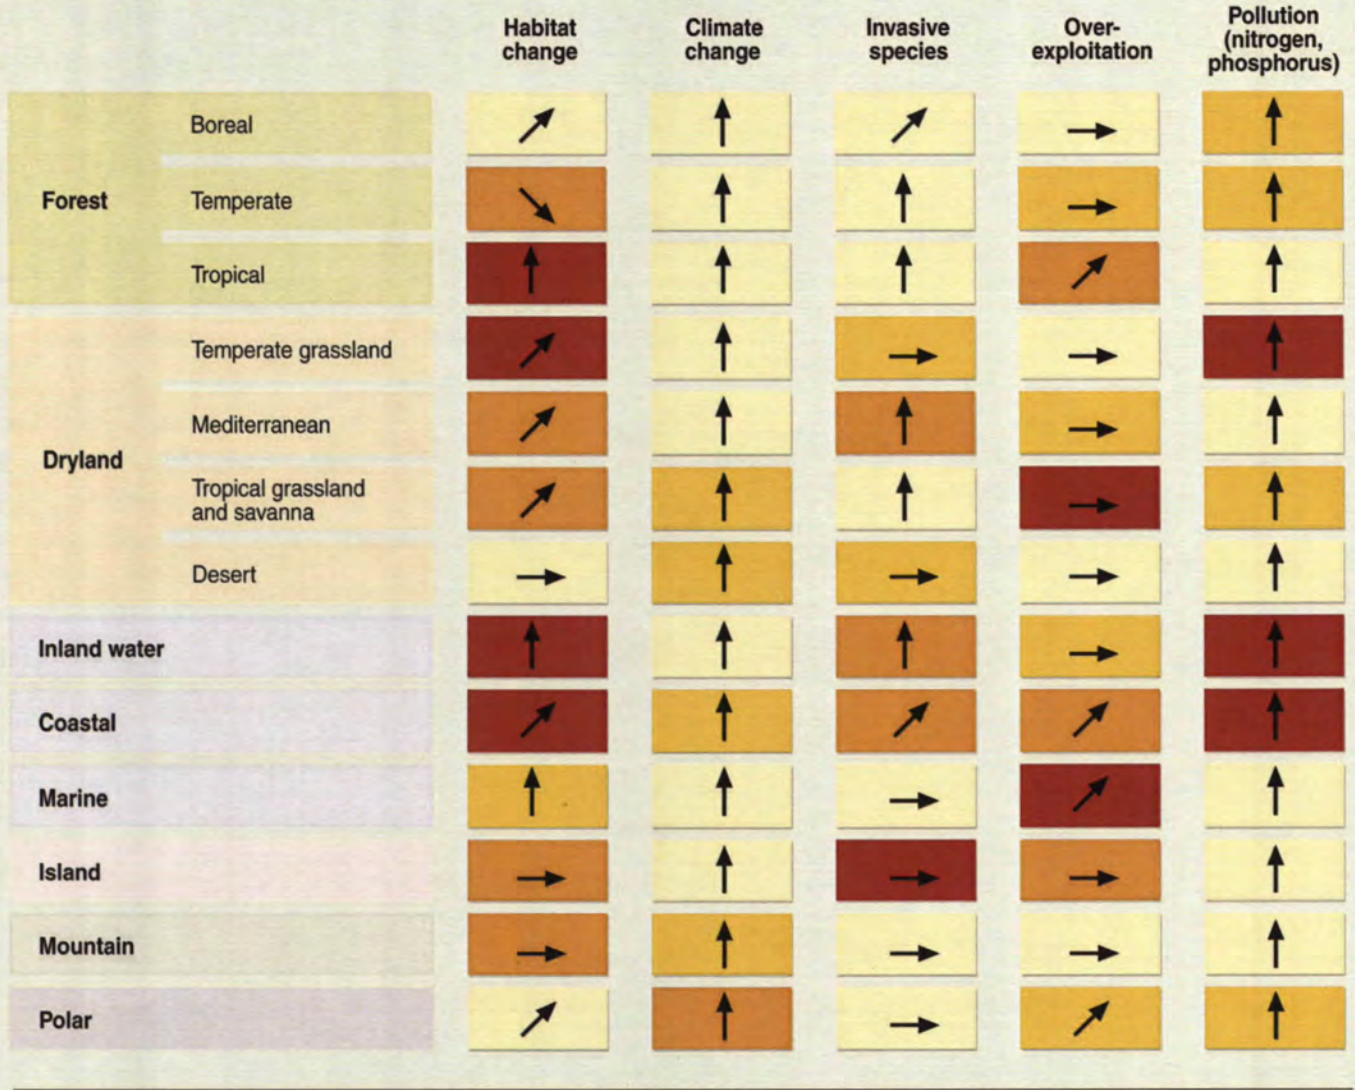 Habitat
change
Climate
change
Invasive
species
Over-
exploitation
Pollution
(nitrogen,
phosphorus)
Forest
Boreal
Temperate
Tropical
Dryland
Temperate grassland
Mediterranean
Tropical grassland
and savanna
Desert
Inland water
Coastal
Marine
Island
Mountain
Polar